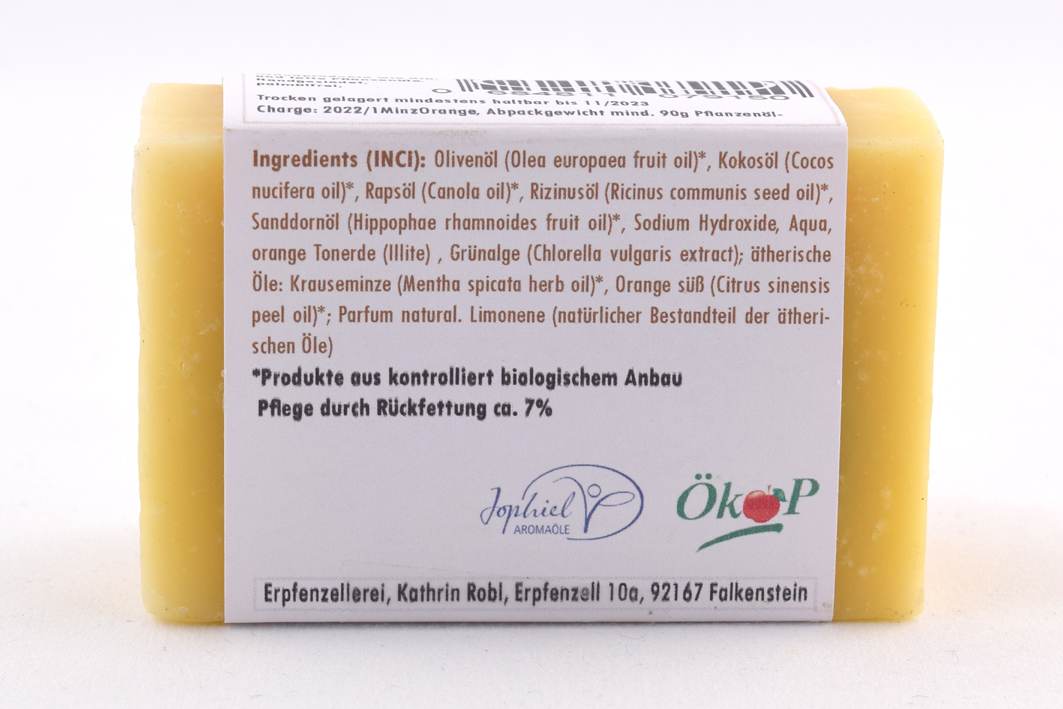 Handgesiedet
palmölfrei,
Trocken gelagert mindestens haltbar bis 11/2023
Charge: 2022/1MinzOrange, Abpackgewicht mind. 90g Pflanzenöl-
Ingredients (INCI): Olivenöl (Olea europaea fruit oil)*, Kokosöl (Cocos
nucifera oil)*, Rapsöl (Canola oil)*, Rizinusöl (Ricinus communis seed oil)*,
Sanddornöl (Hippophae rhamnoides fruit oil)*, Sodium Hydroxide, Aqua,
orange Tonerde (Illite) , Grünalge (Chlorella vulgaris extract); ätherische
Öle: Krauseminze (Mentha spicata herb oil)*, Orange süß (Citrus sinensis
peel oil)*; Parfum natural. Limonene (natürlicher Bestandteil der ätheri-
schen Öle)
*Produkte aus kontrolliert biologischem Anbau
Pflege durch Rückfettung ca. 7%
Jophiel
AROMAÖLE
ÖkoP
Erpfenzellerei, Kathrin Robl, Erpfenzell 10a, 92167 Falkenstein